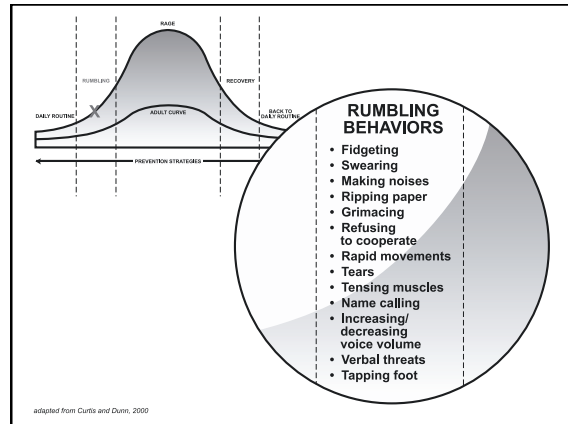 RAGE
RUMBLING
RECOVERY
DAILY ROUTINE
X
ADULT CURVE
BACK TO
DAILY ROUTINE
PREVENTION STRATEGIES
RUMBLING
BEHAVIORS
• Fidgeting
• Swearing
• Making noises
• Ripping paper
• Grimacing
• Refusing
to cooperate
• Rapid movements
• Tears
• Tensing muscles
• Name calling
• Increasing/
decreasing
voice volume
• Verbal threats
• Tapping foot
adapted from Curtis and Dunn, 2000